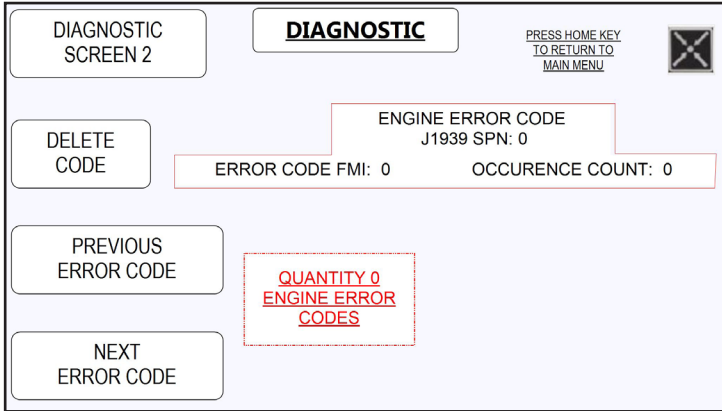 DIAGNOSTIC
SCREEN 2
DIAGNOSTIC
PRESS HOME KEY
TO RETURN TO
MAIN MENU
DELETE
CODE
ENGINE ERROR CODE
J1939 SPN: 0
ERROR CODE FMI: 0
OCCURENCE COUNT: 0
PREVIOUS
ERROR CODE
QUANTITY 0
ENGINE ERROR
CODES
NEXT
ERROR CODE